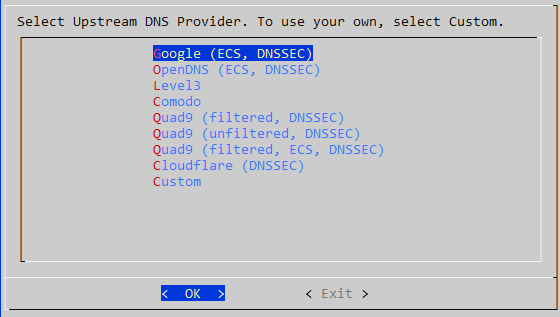 Select Upstream DNS Provider. To use your own, select Custom.
Google (ECS, DNSSEC)
OpenDNS (ECS, DNSSEC)
Level3
Comodo
Quad9 (filtered, DNSSEC)
Quad9 (unfiltered, DNSSEC)
Quad9 (filtered, ECS, DNSSEC)
Cloudflare (DNSSEC)
Custom
<  OK  > < Exit >